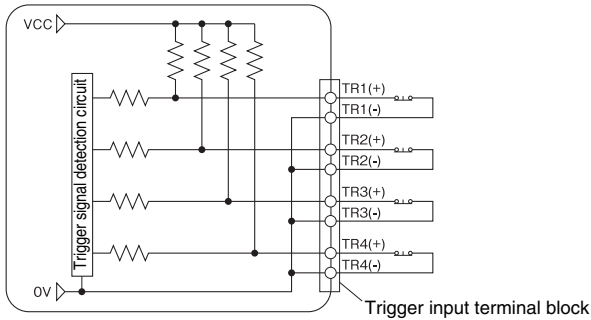 VCC
TR1(+)
TR1(-)
Trigger signal detection circuit
TR2(+)
TR2(-)
TR3(+)
TR3(-)
TR4(+)
TR4(-)
0V
Trigger input terminal block